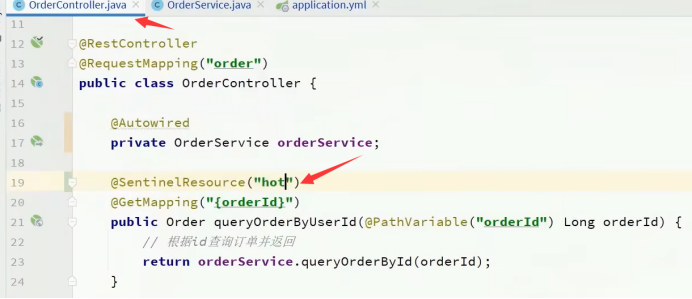 OrderController.java × OrderService.java × application.yml ×
11
12 @RestController
13 @RequestMapping("order")
14 public class OrderController {
15
16 @Autowired
17 private OrderService orderService;
18
19 @SentinelResource("hot")
20 @GetMapping("{orderId}")
21 public Order queryOrderByUserId(@PathVariable("orderId") Long orderId) {
22 // 根据id查询订单并返回
23 return orderService.queryOrderById(orderId);
24 }